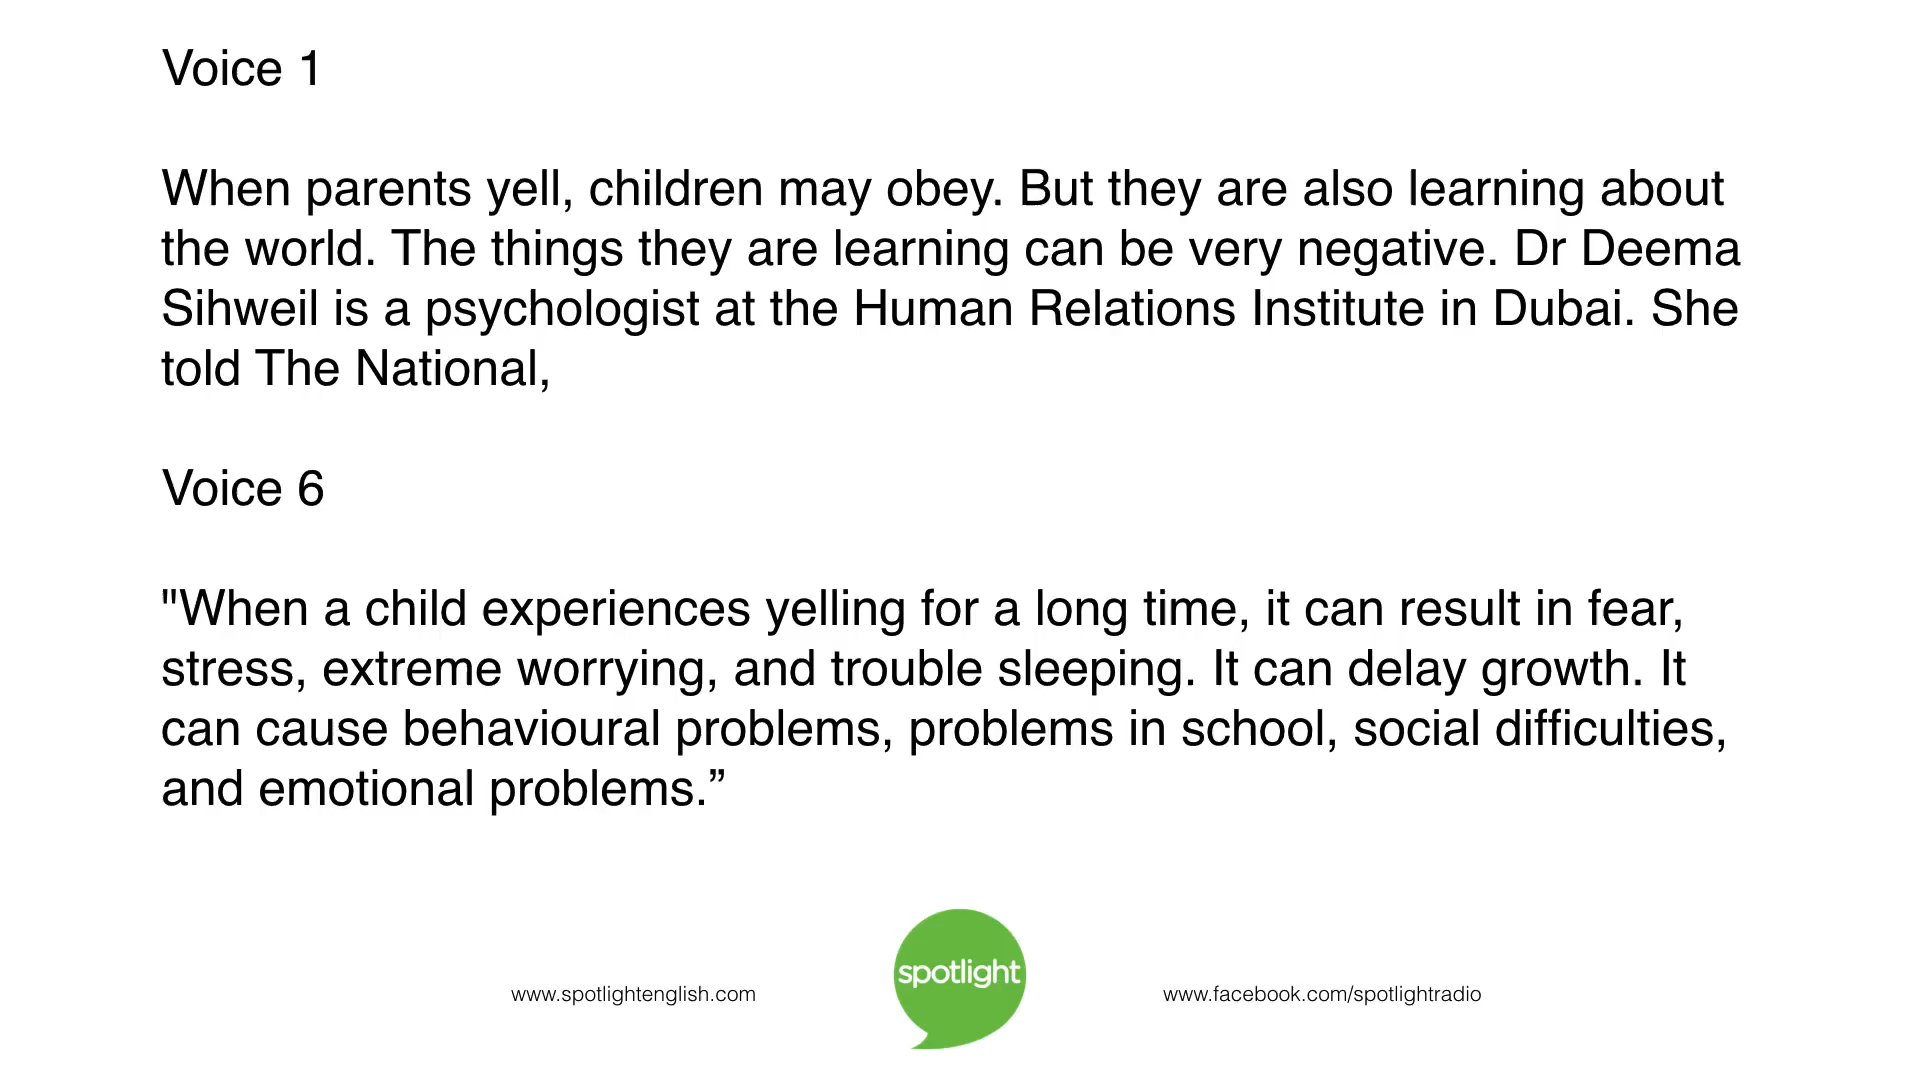 Voice 1
When parents yell, children may obey. But they are also learning about
the world. The things they are learning can be very negative. Dr Deema
Sihweil is a psychologist at the Human Relations Institute in Dubai. She
told The National,
Voice 6
"When a child experiences yelling for a long time, it can result in fear,
stress, extreme worrying, and trouble sleeping. It can delay growth. It
can cause behavioural problems, problems in school, social difficulties,
and emotional problems.”
spotlight
www.spotlightenglish.com
www.facebook.com/spotlightradio